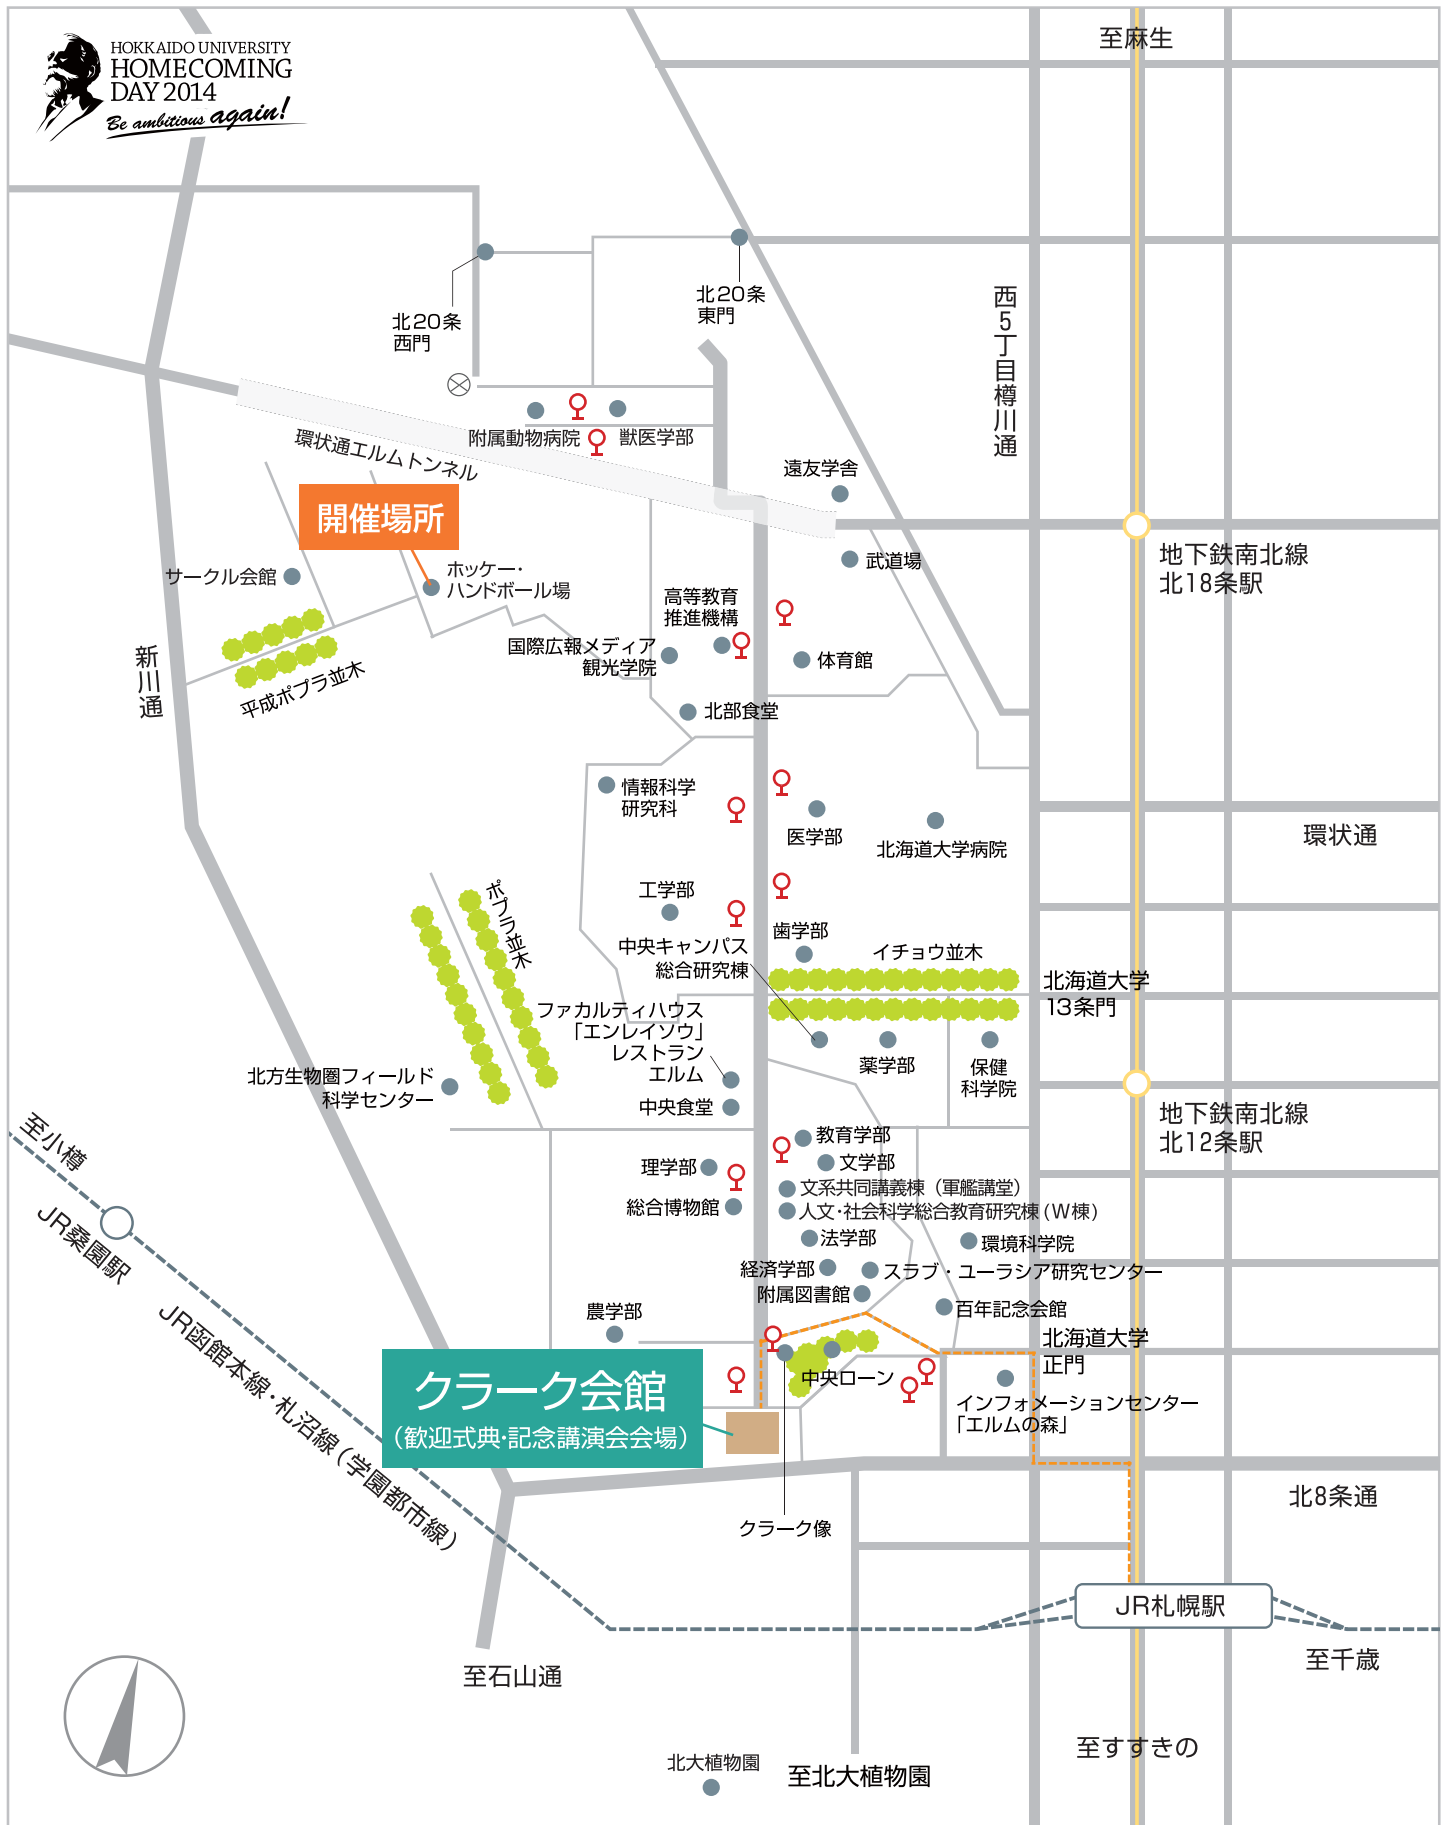 HOKKAIDO UNIVERSITY
HOMECOMING
DAY 2014
Be ambitious again!
至麻生
北20条
西門
北20条
東門
西5丁目樽川通
環状通エルムトンネル
附属動物病院
獣医学部
遠友学舎
開催場所
武道場
地下鉄南北線
北18条駅
サークル会館
ホッケー・
ハンドボール場
高等教育
推進機構
国際広報メディア
観光学院
体育館
新川通
平成ポプラ並木
北部食堂
情報科学
研究科
医学部
北海道大学病院
環状通
工学部
ポプラ並木
歯学部
中央キャンパス
総合研究棟
イチョウ並木
北海道大学
13条門
ファカルティハウス
「エンレイソウ」
レストラン
エルム
薬学部
保健
科学院
北方生物圏フィールド
科学センター
中央食堂
地下鉄南北線
北12条駅
至小樽
JR桑園駅
教育学部
文学部
理学部
文系共同講義棟（軍艦講堂）
総合博物館
人文・社会科学総合教育研究棟(W棟)
法学部
環境科学院
経済学部
スラブ・ユーラシア研究センター
附属図書館
百年記念会館
農学部
JR函館本線・札沼線(学園都市線)
北海道大学
正門
クラーク会館
(歓迎式典・記念講演会会場)
中央ローン
インフォメーションセンター
「エルムの森」
北8条通
クラーク像
JR札幌駅
至石山通
至千歳
至すすきの
北大植物園
至北大植物園